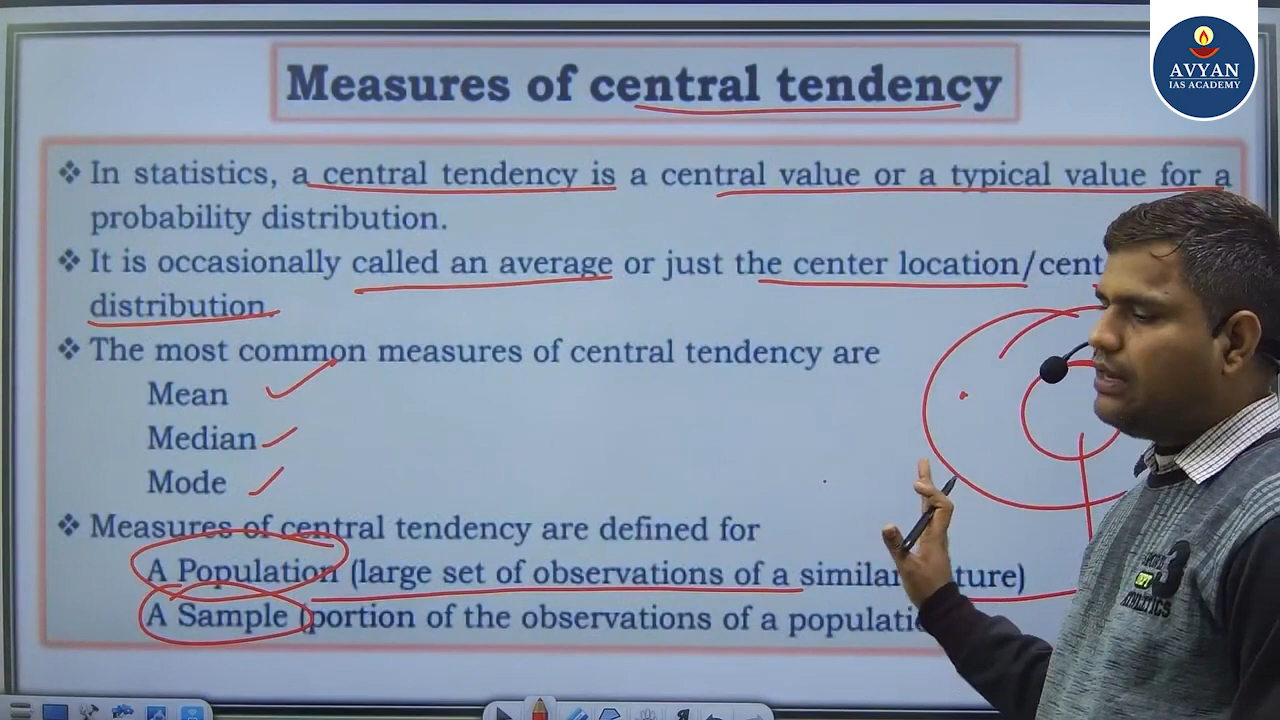 Measures of central tendency
AVYAN
IAS ACADEMY
❖ In statistics, a central tendency is a central value or a typical value for a
probability distribution.
❖ It is occasionally called an average or just the center location/
distribution.
❖ The most common measures of central tendency are
Mean
Median
Mode
❖ Measures of central tendency are defined for
A Population (large set of observations of a similar
A Sample (portion of the observations of a
3
ATHLETICS